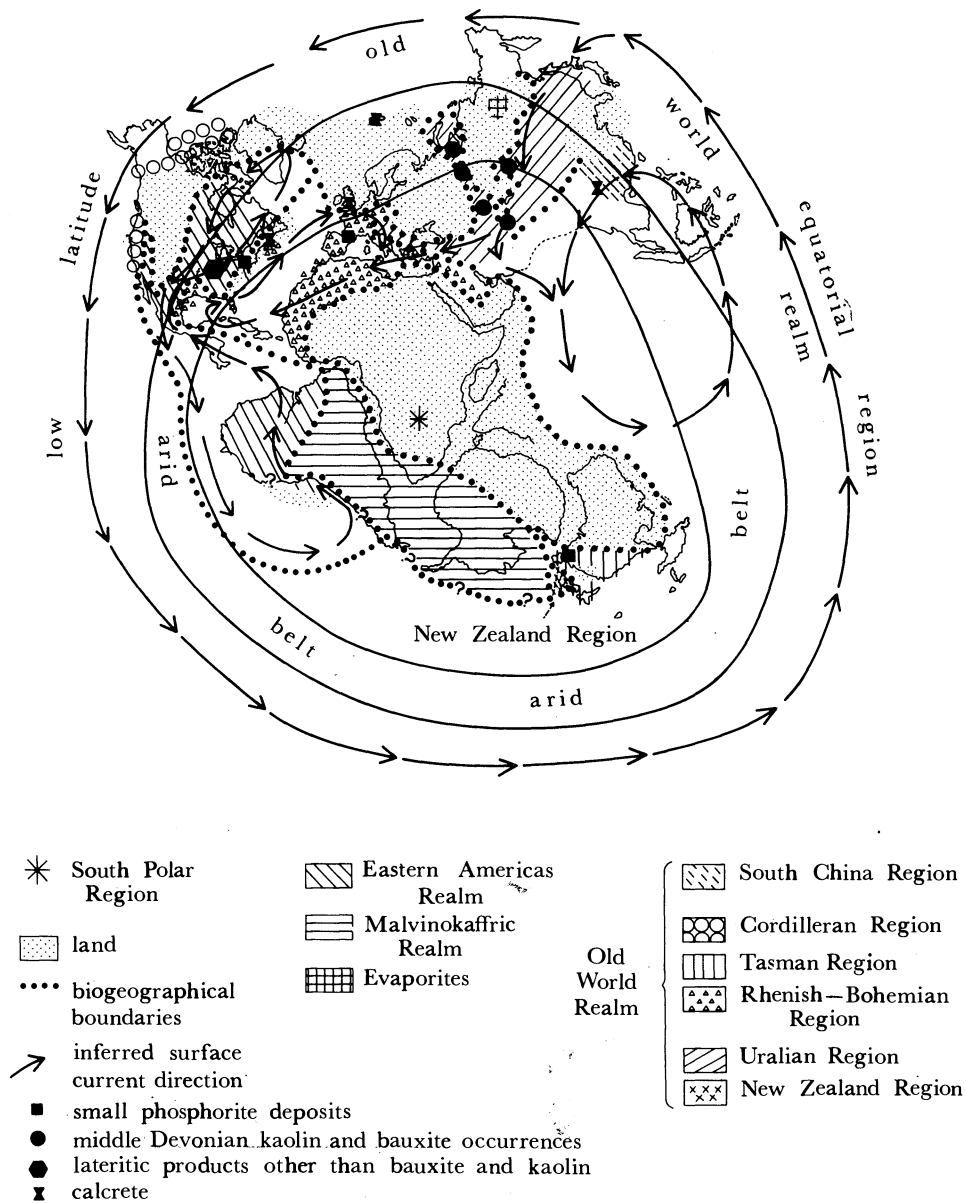 old
world
latitude
equatorial
realm
region
low
arid
belt
belt
arid
New Zealand Region
?
?
?
?
?
South Polar
Region
land
biogeographical
boundaries
inferred surface
current direction
small phosphorite deposits
middle Devonian kaolin and bauxite occurrences
lateritic products other than bauxite and kaolin
calcrete
Eastern Americas
Realm
Malvinokaffric
Realm
Evaporites
Old
World
Realm
South China Region
Cordilleran Region
Tasman Region
Rhenish–Bohemian
Region
Uralian Region
New Zealand Region